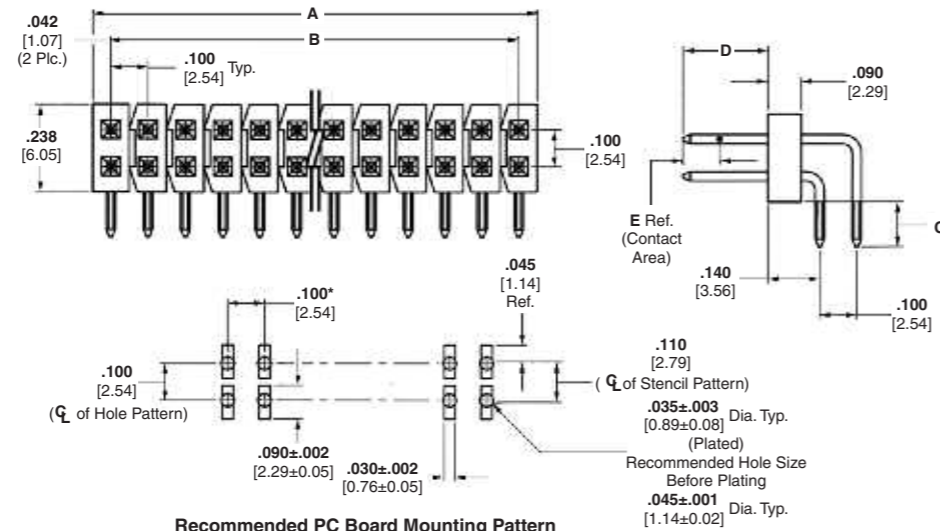 A
.042
[1.07]
(2 Plc.)
B
.100
[2.54] Typ.
.238
[6.05]
.100
[2.54]
D
.090
[2.29]
E Ref.
(Contact
Area)
C
.140
[3.56]
.100
[2.54]
.100*
[2.54]
.045
[1.14]
Ref.
.100
[2.54]
(℄ of Hole Pattern)
.110
[2.79]
(℄ of Stencil Pattern)
.090±.002
[2.29±0.05]
.030±.002
[0.76±0.05]
.035±.003
[0.89±0.08] Dia. Typ.
(Plated)
Recommended Hole Size
Before Plating
.045±.001
[1.14±0.02] Dia. Typ.
Recommended PC Board Mounting Pattern